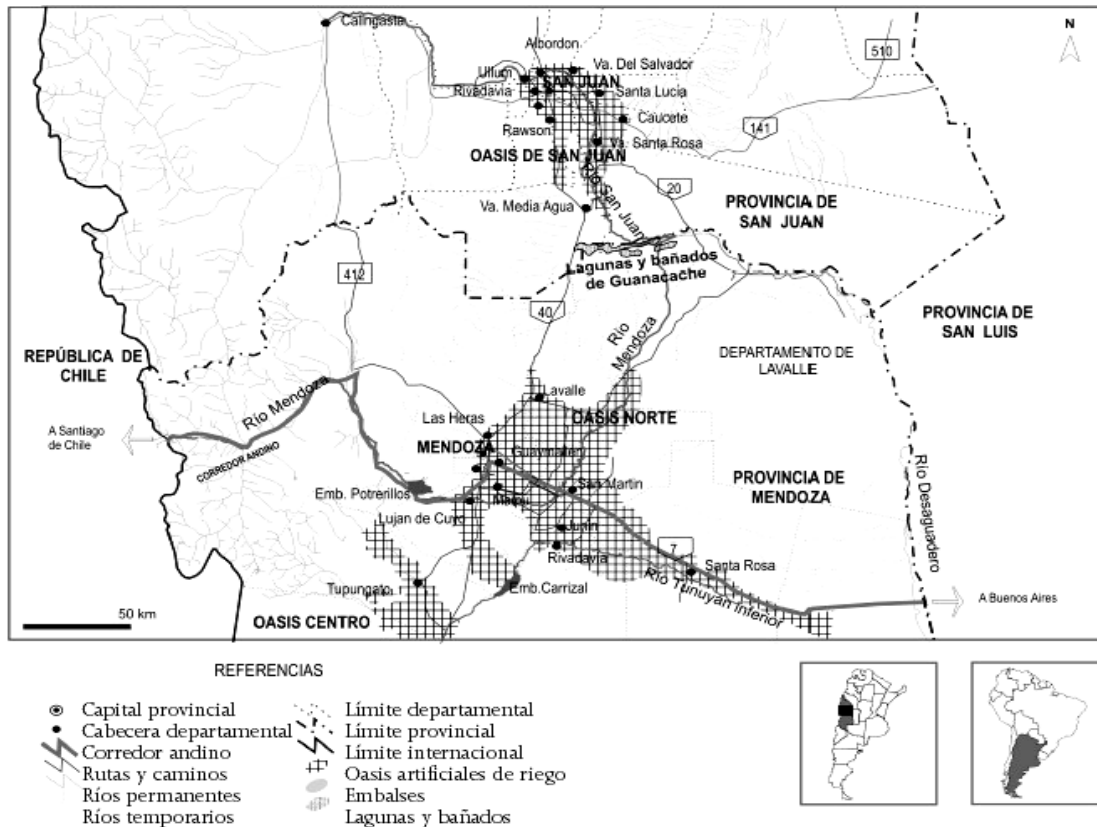 Calingasta
N
510
Albordon
Va. Del Salvador
Ullum
SAN JUAN
Rivadavia
Santa Lucia
Rawson
Caucete
141
Va. Santa Rosa
OASIS DE SAN JUAN
20
Río San Juan
PROVINCIA DE
SAN JUAN
Va. Media Agua
Lagunas y bañados
de Guanacache
412
40
PROVINCIA DE
SAN LUIS
REPÚBLICA DE
CHILE
Río
Mendoza
DEPARTAMENTO DE
LAVALLE
Río Mendoza
Lavalle
Las Heras
OASIS NORTE
A Santiago
de Chile
CORREDOR ANDINO
MENDOZA
Guaymallen
San Martin
PROVINCIA DE
MENDOZA
Río Desaguadero
Emb. Potrerillos
Maipu
Lujan de Cuyo
Junin
Rivadavia
7
Santa Rosa
Tupungato
Emb.Carrizal
Río Tunuyan Inferior
A Buenos Aires
50 km
OASIS CENTRO
REFERENCIAS
Capital provincial
Cabecera departamental
Corredor andino
Rutas y caminos
Ríos permanentes
Ríos temporarios
Límite departamental
Límite provincial
Límite internacional
Oasis artificiales de riego
Embalses
Lagunas y bañados